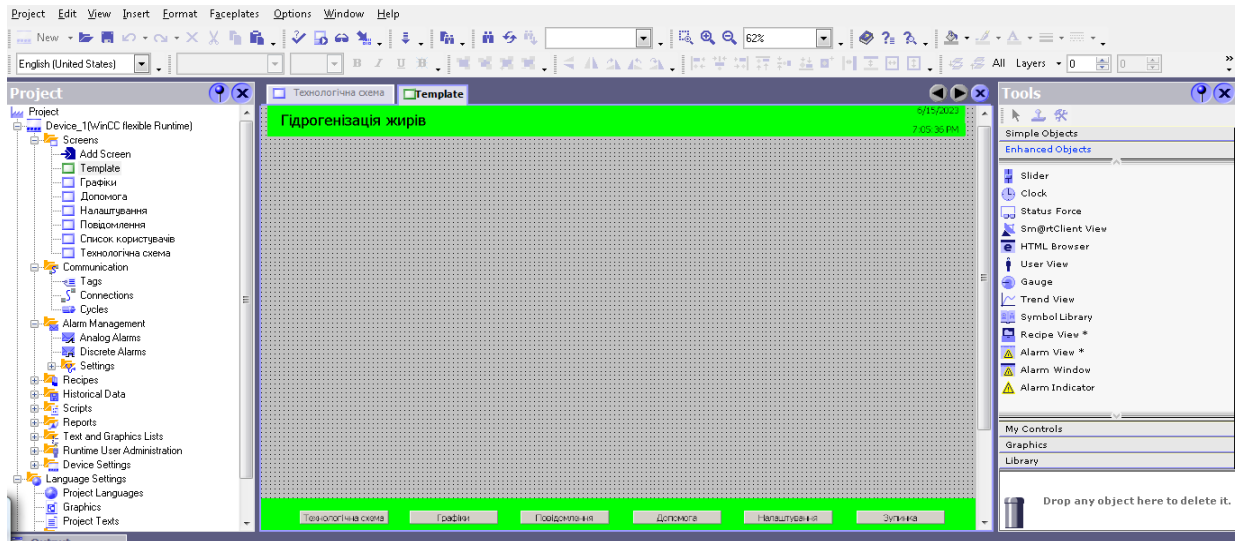 Project Edit View Insert Format Faceplates Options Window Help
New 62%
English (United States) B I U All Layers 0 0
Project
Project
Device_1(WinCC flexible Runtime)
Screens
Add Screen
Template
Графіки
Допомога
Налаштування
Повідомлення
Список користувачів
Технологічна схема
Communication
Tags
Connections
Cycles
Alarm Management
Analog Alarms
Discrete Alarms
Settings
Recipes
Historical Data
Scripts
Reports
Text and Graphics Lists
Runtime User Administration
Device Settings
Language Settings
Project Languages
Graphics
Project Texts
Технологічна схема Template
Гідрогенізація жирів
6/15/2023
7:05:36 PM
Технологічна схема Графіки Повідомлення Допомога Налаштування Зупинка
Tools
Simple Objects
Enhanced Objects
Slider
Clock
Status Force
Sm@rtClient View
HTML Browser
User View
Gauge
Trend View
Symbol Library
Recipe View *
Alarm View *
Alarm Window
Alarm Indicator
My Controls
Graphics
Library
Drop any object here to delete it.